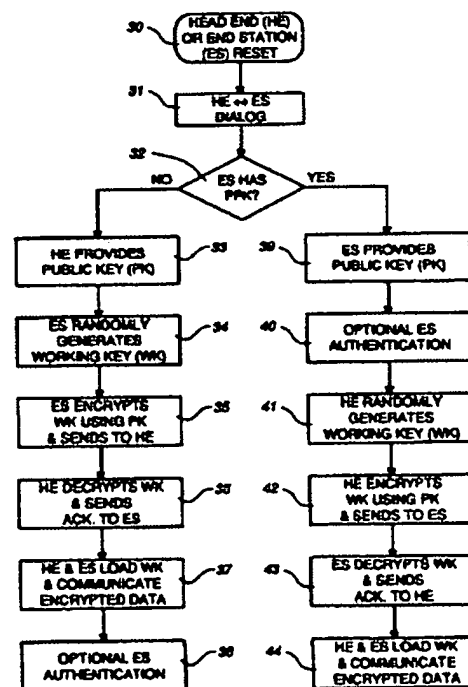 30
HEAD END (HE)
OR END STATION
(ES) RESET
31
HE ↔ ES
DIALOG
32
ES HAS
PPK?
NO
YES
HE PROVIDES
PUBLIC KEY (PK)
33
ES RANDOMLY
GENERATES
WORKING KEY (WK)
34
ES ENCRYPTS
WK USING PK
& SENDS TO HE
35
HE DECRYPTS WK
& SENDS
ACK. TO ES
35
HE & ES LOAD WK
& COMMUNICATE
ENCRYPTED DATA
37
OPTIONAL ES
AUTHENTICATION
38
39
ES PROVIDES
PUBLIC KEY (PK)
40
OPTIONAL ES
AUTHENTICATION
41
HE RANDOMLY
GENERATES
WORKING KEY (WK)
42
HE ENCRYPTS
WK USING PK
& SENDS TO ES
43
ES DECRYPTS WK
& SENDS
ACK. TO HE
44
HE & ES LOAD WK
& COMMUNICATE
ENCRYPTED DATA